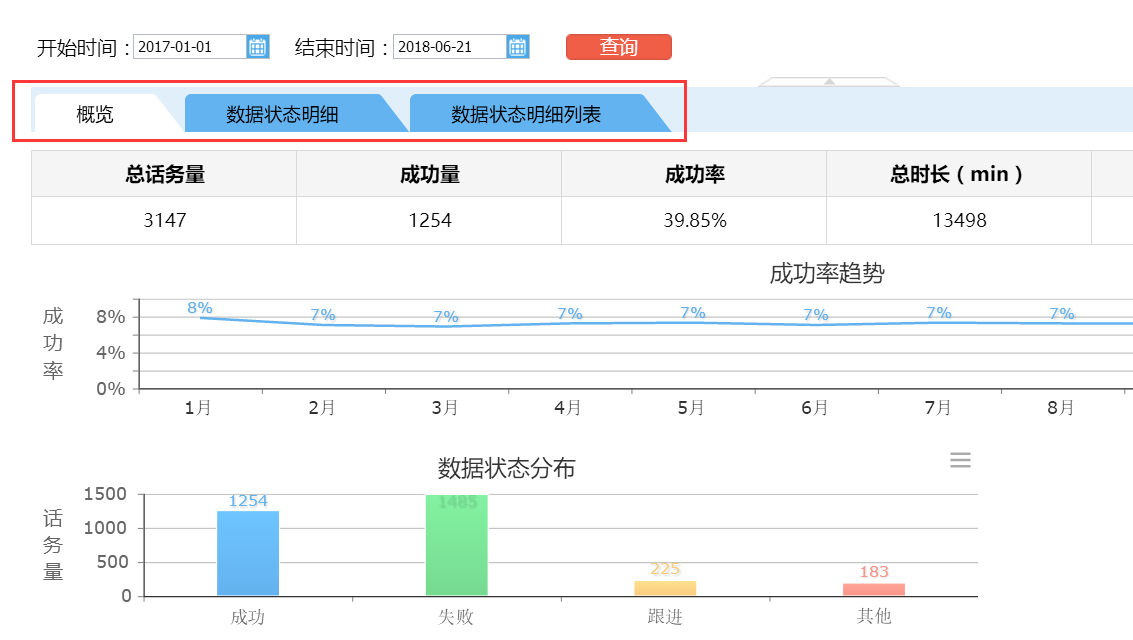 开始时间：2017-01-01 结束时间：2018-06-21 查询
概览 数据状态明细 数据状态明细列表
总话务量 成功量 成功率 总时长（min）
3147 1254 39.85% 13498
成功率趋势
成功率
8% 7% 7% 7% 7% 7% 7% 7%
8%
4%
0%
1月 2月 3月 4月 5月 6月 7月 8月
数据状态分布
话务量
1500
1000
500
0
1254 1485 225 183
成功 失败 跟进 其他